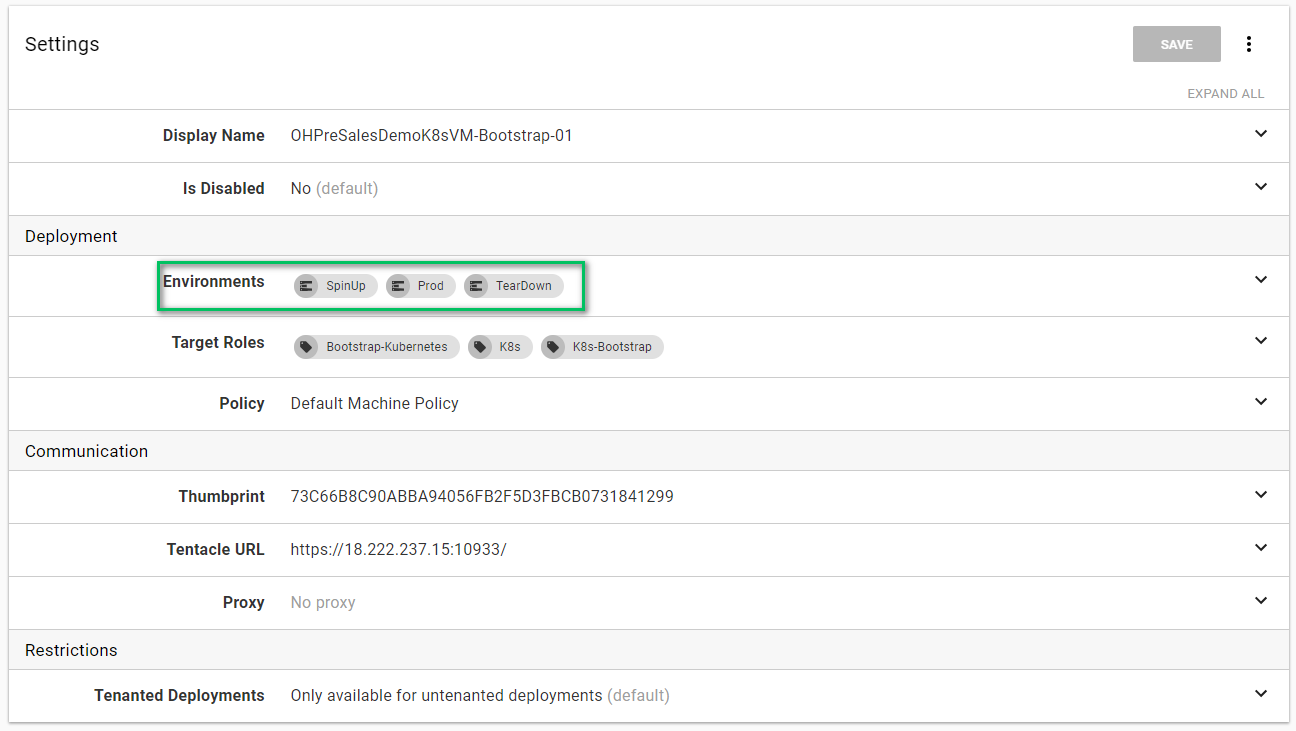 Settings
SAVE
EXPAND ALL
Display Name OHPreSalesDemoK8sVM-Bootstrap-01
Is Disabled No (default)
Deployment
Environments SpinUp Prod TearDown
Target Roles Bootstrap-Kubernetes K8s K8s-Bootstrap
Policy Default Machine Policy
Communication
Thumbprint 73C66B8C90ABBA94056FB2F5D3FBCB0731841299
Tentacle URL https://18.222.237.15:10933/
Proxy No proxy
Restrictions
Tenanted Deployments Only available for untenanted deployments (default)